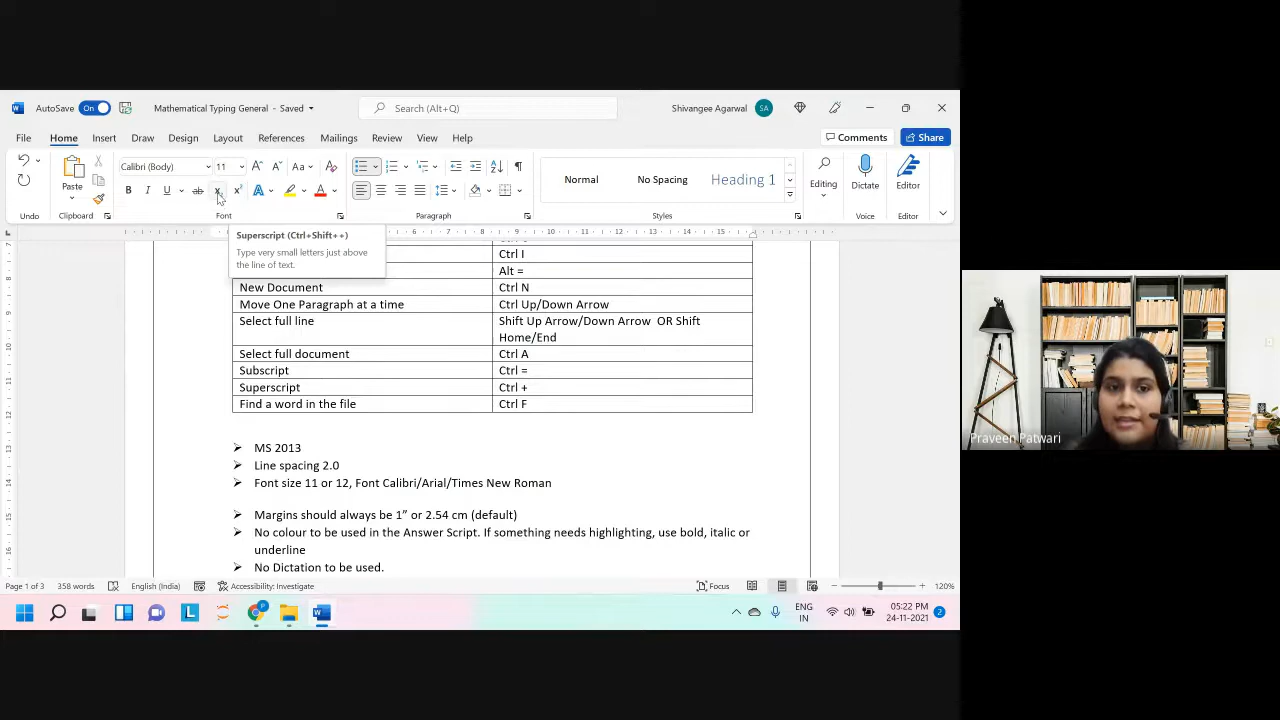 AutoSave On Mathematical Typing General - Saved Search (Alt+Q) Shivangee Agarwal SA
File Home Insert Draw Design Layout References Mailings Review View Help Comments Share
Calibri (Body) 11 Aa
Paste B I U ab Normal No Spacing Heading 1 Editing Dictate Editor
Undo Clipboard Font Paragraph Styles Voice Editor
Superscript (Ctrl+Shift++)
Type very small letters just above
the line of text.
Ctrl I
Alt =
New Document Ctrl N
Move One Paragraph at a time Ctrl Up/Down Arrow
Select full line Shift Up Arrow/Down Arrow OR Shift
Home/End
Select full document Ctrl A
Subscript Ctrl =
Superscript Ctrl +
Find a word in the file Ctrl F
➢ MS 2013
➢ Line spacing 2.0
➢ Font size 11 or 12, Font Calibri/Arial/Times New Roman
➢ Margins should always be 1” or 2.54 cm (default)
➢ No colour to be used in the Answer Script. If something needs highlighting, use bold, italic or
underline
➢ No Dictation to be used.
Page 1 of 3 358 words English (India) Accessibility: Investigate Focus 120%
ENG
IN
05:22 PM
24-11-2021
2
Praveen Patwari